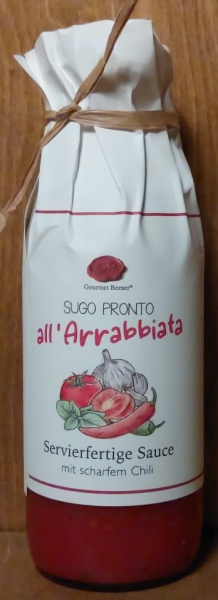 Gourmet Berner®
SUGO PRONTO
all'Arrabbiata
Servierfertige Sauce
mit scharfem Chili